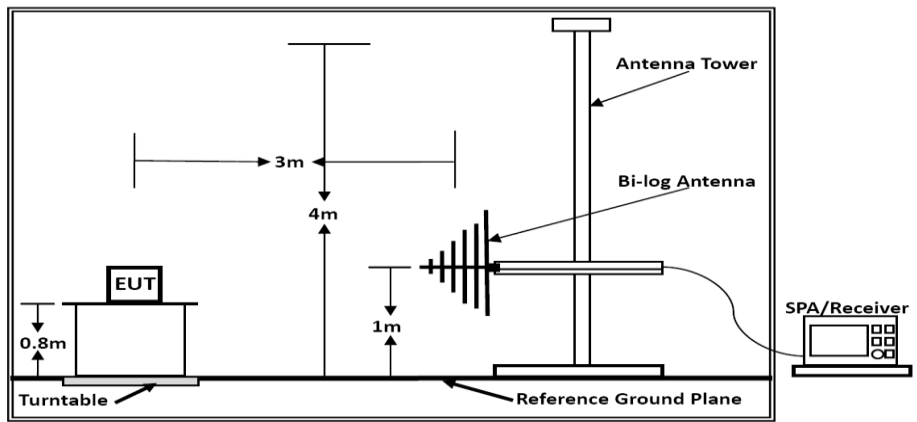 Antenna Tower
3m
Bi-log Antenna
4m
EUT
SPA/Receiver
1m
0.8m
Turntable
Reference Ground Plane